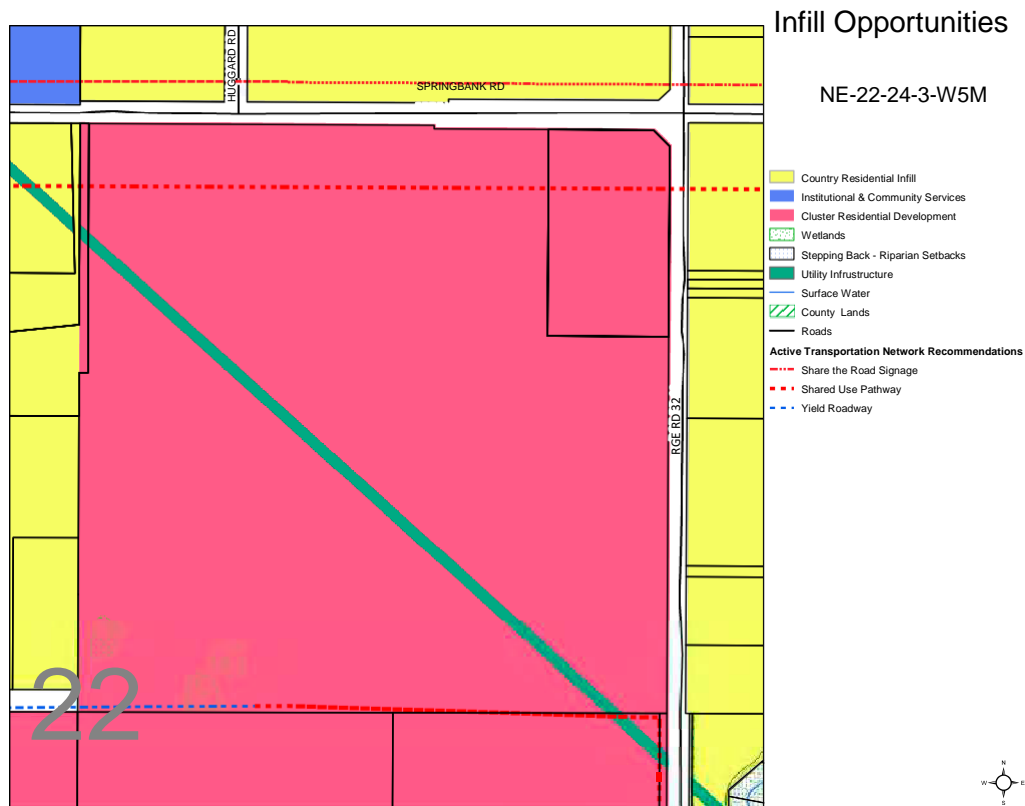 Infill Opportunities
NE-22-24-3-W5M
HUGGARD RD
SPRINGBANK RD
RGE RD 32
22
Country Residential Infill
Institutional & Community Services
Cluster Residential Development
Wetlands
Stepping Back - Riparian Setbacks
Utility Infrustructure
Surface Water
County Lands
Roads
Active Transportation Network Recommendations
Share the Road Signage
Shared Use Pathway
Yield Roadway
N
W
E
S